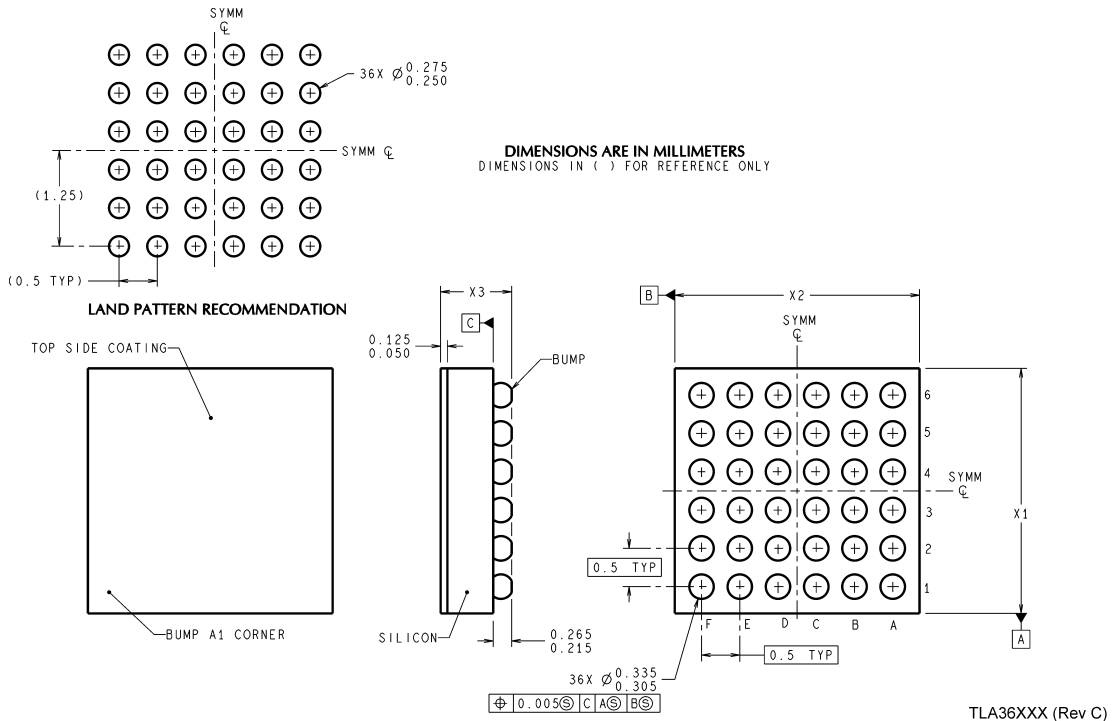 SYMM
℄
36X Ø 0.275
0.250
SYMM ℄
DIMENSIONS ARE IN MILLIMETERS
DIMENSIONS IN ( ) FOR REFERENCE ONLY
(1.25)
(0.5 TYP)
LAND PATTERN RECOMMENDATION
TOP SIDE COATING
BUMP A1 CORNER
X3
C
0.125
0.050
BUMP
SILICON
0.265
0.215
B
X2
SYMM
℄
6
5
4
3
2
1
SYMM
℄
X1
0.5 TYP
F E D C B A
A
0.5 TYP
36X Ø 0.335
0.305
⌖ 0.005Ⓢ C AⓈ BⓈ
TLA36XXX (Rev C)